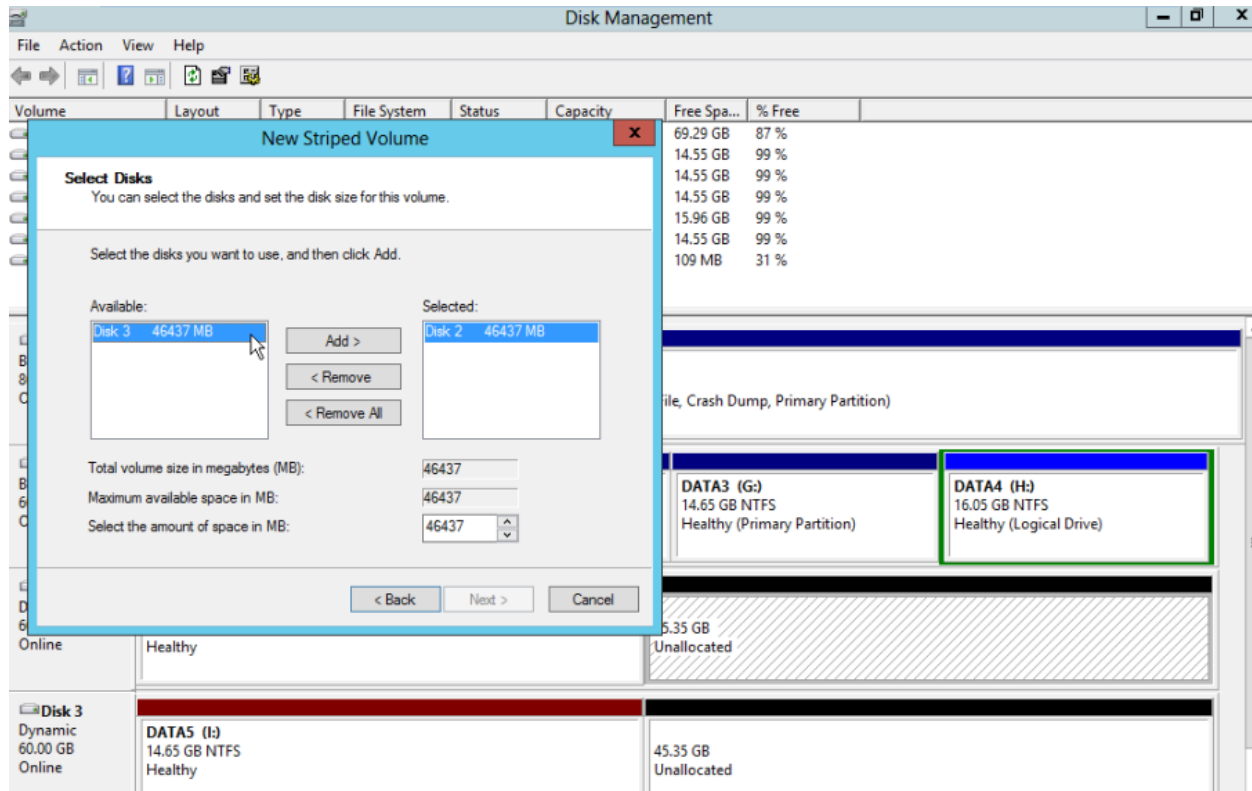 Disk Management
File Action View Help
Volume Layout Type File System Status Capacity Free Spa... % Free
69.29 GB 87 %
14.55 GB 99 %
14.55 GB 99 %
14.55 GB 99 %
15.96 GB 99 %
14.55 GB 99 %
109 MB 31 %
New Striped Volume
x
Select Disks
You can select the disks and set the disk size for this volume.
Select the disks you want to use, and then click Add.
Available: Selected:
Disk 3 46437 MB
Add >
Disk 2 46437 MB
< Remove
< Remove All
Total volume size in megabytes (MB): 46437
Maximum available space in MB: 46437
Select the amount of space in MB: 46437
< Back Next > Cancel
ile, Crash Dump, Primary Partition)
DATA3 (G:)
14.65 GB NTFS
Healthy (Primary Partition)
DATA4 (H:)
16.05 GB NTFS
Healthy (Logical Drive)
Online
Healthy
5.35 GB
Unallocated
Disk 3
Dynamic
60.00 GB
Online
DATA5 (I:)
14.65 GB NTFS
Healthy
45.35 GB
Unallocated